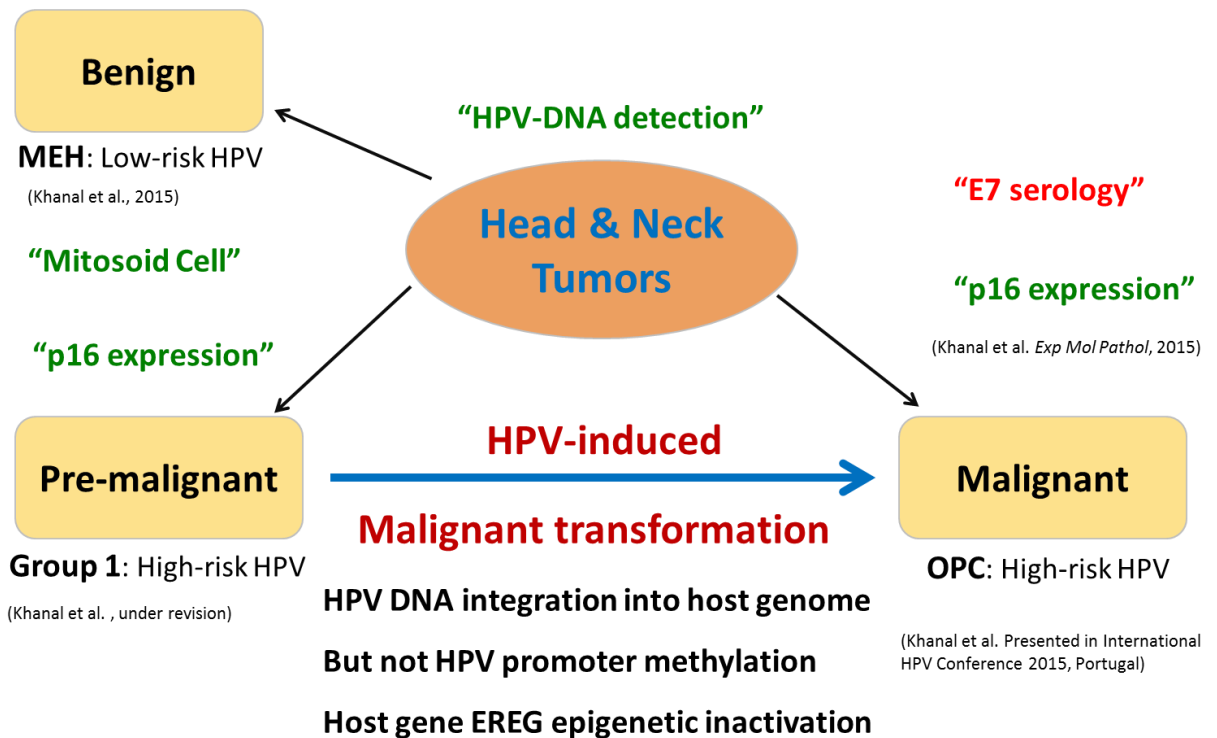 Benign
MEH: Low-risk HPV
(Khanal et al., 2015)
“HPV-DNA detection”
Head & Neck
Tumors
“E7 serology”
“Mitosoid Cell”
“p16 expression”
“p16 expression”
(Khanal et al. Exp Mol Pathol, 2015)
Pre-malignant
Group 1: High-risk HPV
(Khanal et al. , under revision)
HPV-induced
Malignant transformation
HPV DNA integration into host genome
But not HPV promoter methylation
Host gene EREG epigenetic inactivation
Malignant
OPC: High-risk HPV
(Khanal et al. Presented in International
HPV Conference 2015, Portugal)